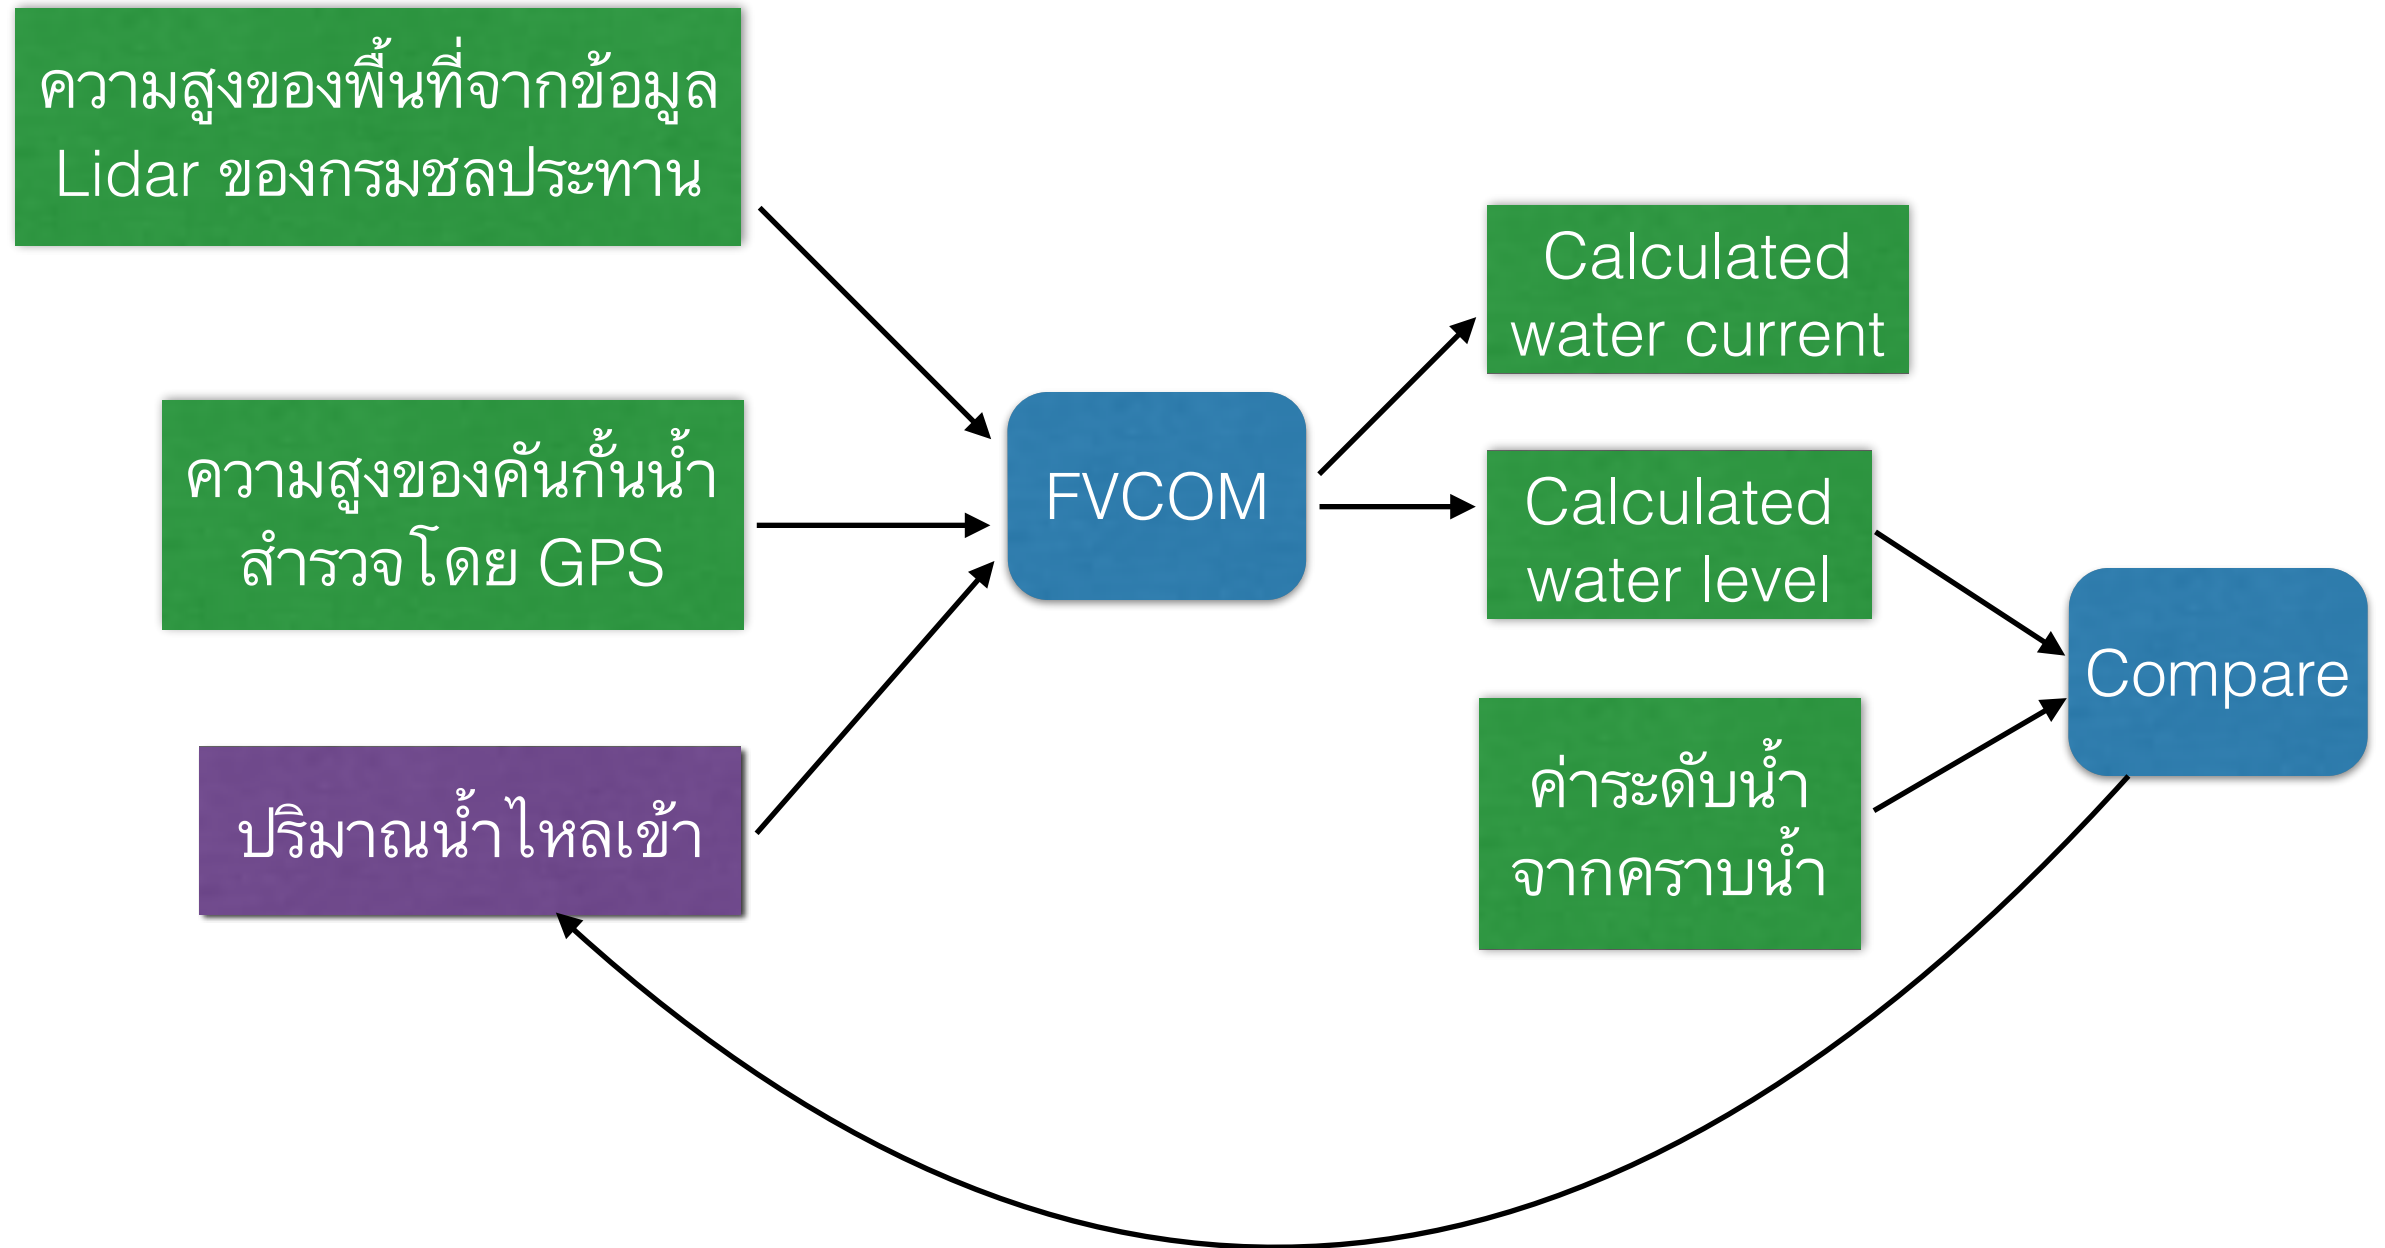 ความสูงของพื้นที่จากข้อมูล
Lidar ของกรมชลประทาน
ความสูงของคันกั้นน้ำ
สำรวจโดย GPS
ปริมาณน้ำไหลเข้า
FVCOM
Calculated
water current
Calculated
water level
ค่าระดับน้ำ
จากคราบน้ำ
Compare